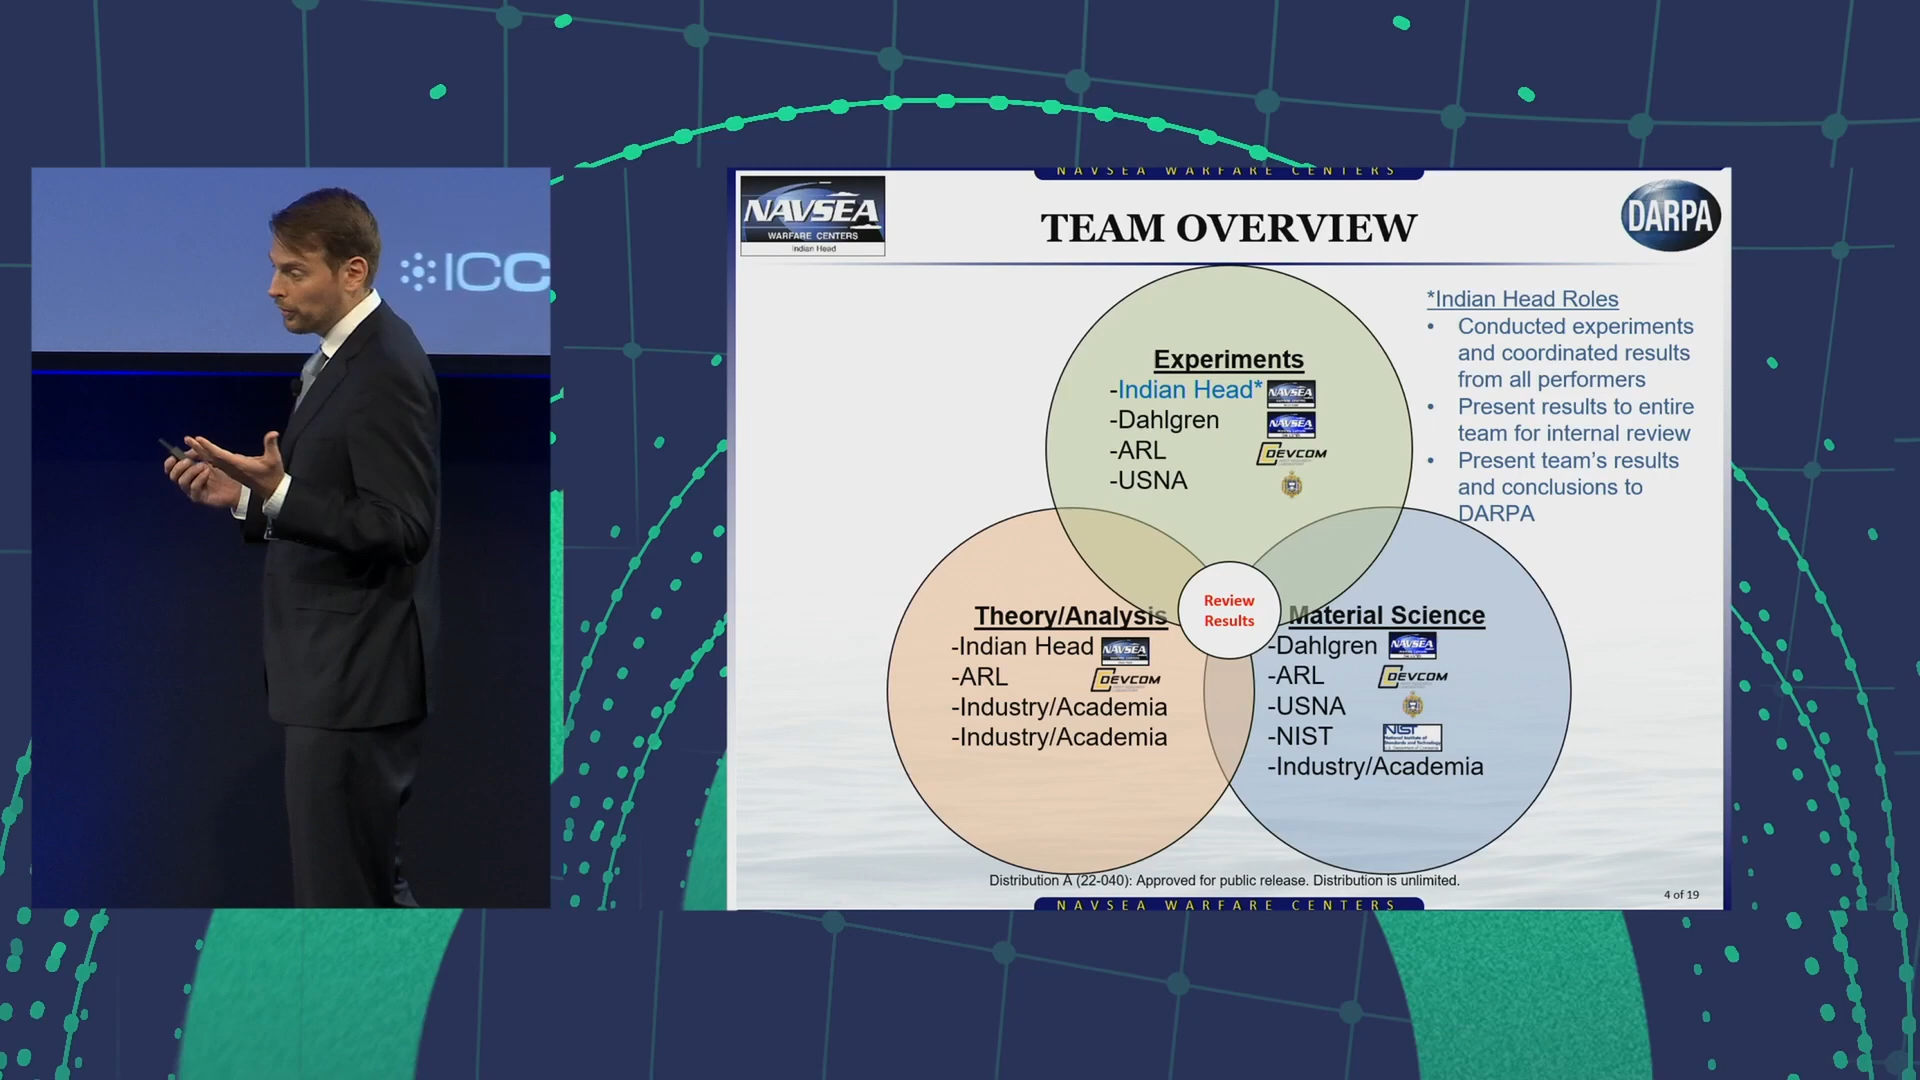 ICC
NAVSEA WARFARE CENTERS
NAVSEA
WARFARE CENTERS
Indian Head
TEAM OVERVIEW
DARPA
Experiments
-Indian Head* NAVSEA
-Dahlgren NAVSEA
-ARL DEVCOM
-USNA
*Indian Head Roles
• Conducted experiments
and coordinated results
from all performers
• Present results to entire
team for internal review
• Present team's results
and conclusions to
DARPA
Review
Results
Theory/Analysis
-Indian Head NAVSEA
-ARL DEVCOM
-Industry/Academia
-Industry/Academia
Material Science
-Dahlgren NAVSEA
-ARL DEVCOM
-USNA
-NIST NIST
-Industry/Academia
Distribution A (22-040): Approved for public release. Distribution is unlimited.
4 of 19
NAVSEA WARFARE CENTERS